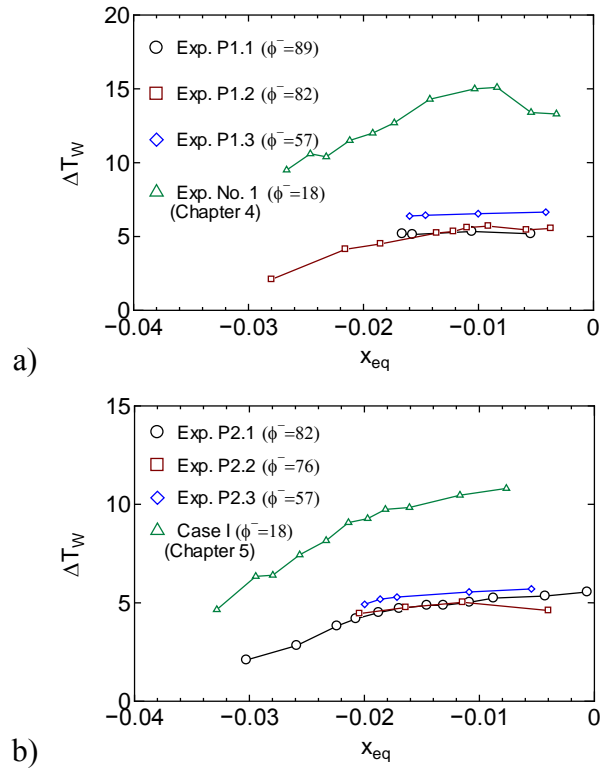 20
15
10
5
0
ΔT_W
Exp. P1.1 (ϕ⁻=89)
Exp. P1.2 (ϕ⁻=82)
Exp. P1.3 (ϕ⁻=57)
Exp. No. 1 (ϕ⁻=18)
(Chapter 4)
−0.04 −0.03 −0.02 −0.01 0
x_eq
a)
15
10
5
0
ΔT_W
Exp. P2.1 (ϕ⁻=82)
Exp. P2.2 (ϕ⁻=76)
Exp. P2.3 (ϕ⁻=57)
Case I (ϕ⁻=18)
(Chapter 5)
−0.04 −0.03 −0.02 −0.01 0
x_eq
b)